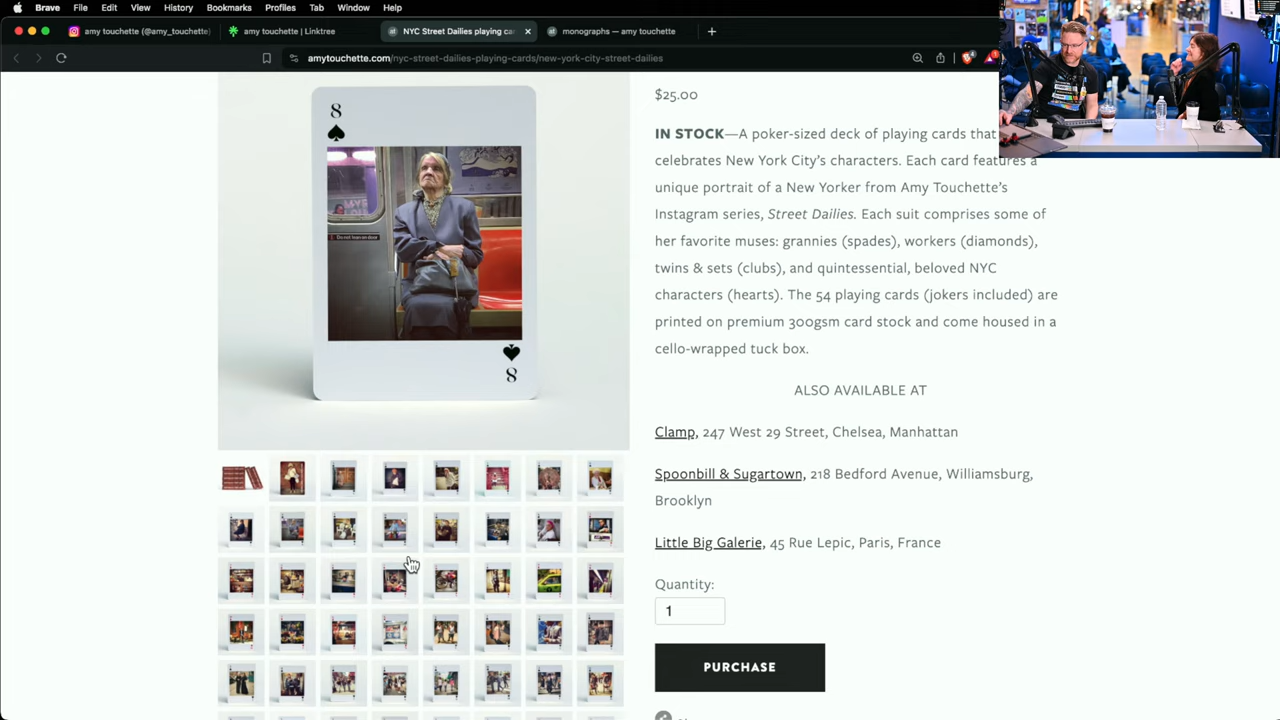 Brave File Edit View History Bookmarks Profiles Tab Window Help
amy touchette (@amy_touchette)
amy touchette | Linktree
NYC Street Dailies playing ca
monographs — amy touchette
amytouchette.com/nyc-street-dailies-playing-cards/new-york-city-street-dailies
$25.00
IN STOCK—A poker-sized deck of playing cards that
celebrates New York City's characters. Each card features a
unique portrait of a New Yorker from Amy Touchette's
Instagram series, Street Dailies. Each suit comprises some of
her favorite muses: grannies (spades), workers (diamonds),
twins & sets (clubs), and quintessential, beloved NYC
characters (hearts). The 54 playing cards (jokers included) are
printed on premium 300gsm card stock and come housed in a
cello-wrapped tuck box.
ALSO AVAILABLE AT
Clamp, 247 West 29 Street, Chelsea, Manhattan
Spoonbill & Sugartown, 218 Bedford Avenue, Williamsburg,
Brooklyn
Little Big Galerie, 45 Rue Lepic, Paris, France
Quantity:
1
PURCHASE
8
Do not lean on door
8